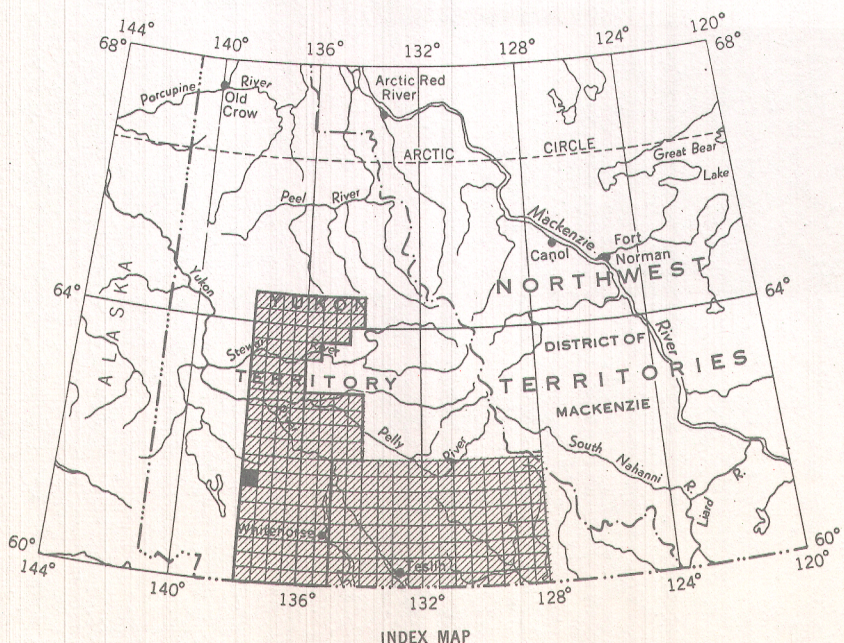 144° 140° 136° 132° 128° 124° 120°
68° 68°
Porcupine River
Old
Crow
Arctic Red
River
ARCTIC CIRCLE
Great Bear
Lake
Peel River
Mackenzie
Canol
Fort
Norman
NORTHWEST
Yukon
64° 64°
ALASKA
YUKON
River
DISTRICT OF
Stewart River
TERRITORY
TERRITORIES
MACKENZIE
Pelly
River
South
Nahanni
R.
Liard
R.
Whitehorse
Teslin
60° 60°
144° 140° 136° 132° 128° 124° 120°
INDEX MAP